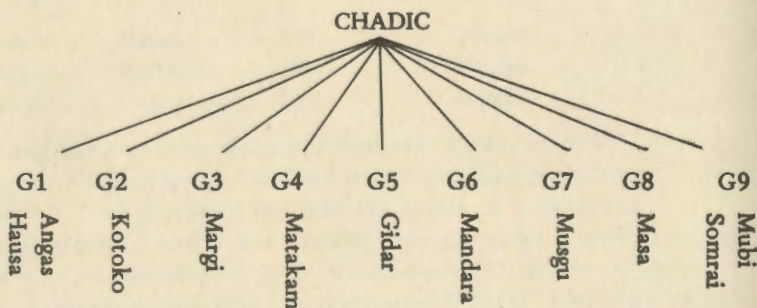 CHADIC
G1 G2 G3 G4 G5 G6 G7 G8 G9
Hausa
Angas
Kotoko
Margi
Matakam
Gidar
Mandara
Musgu
Masa
Somrai
Mubi